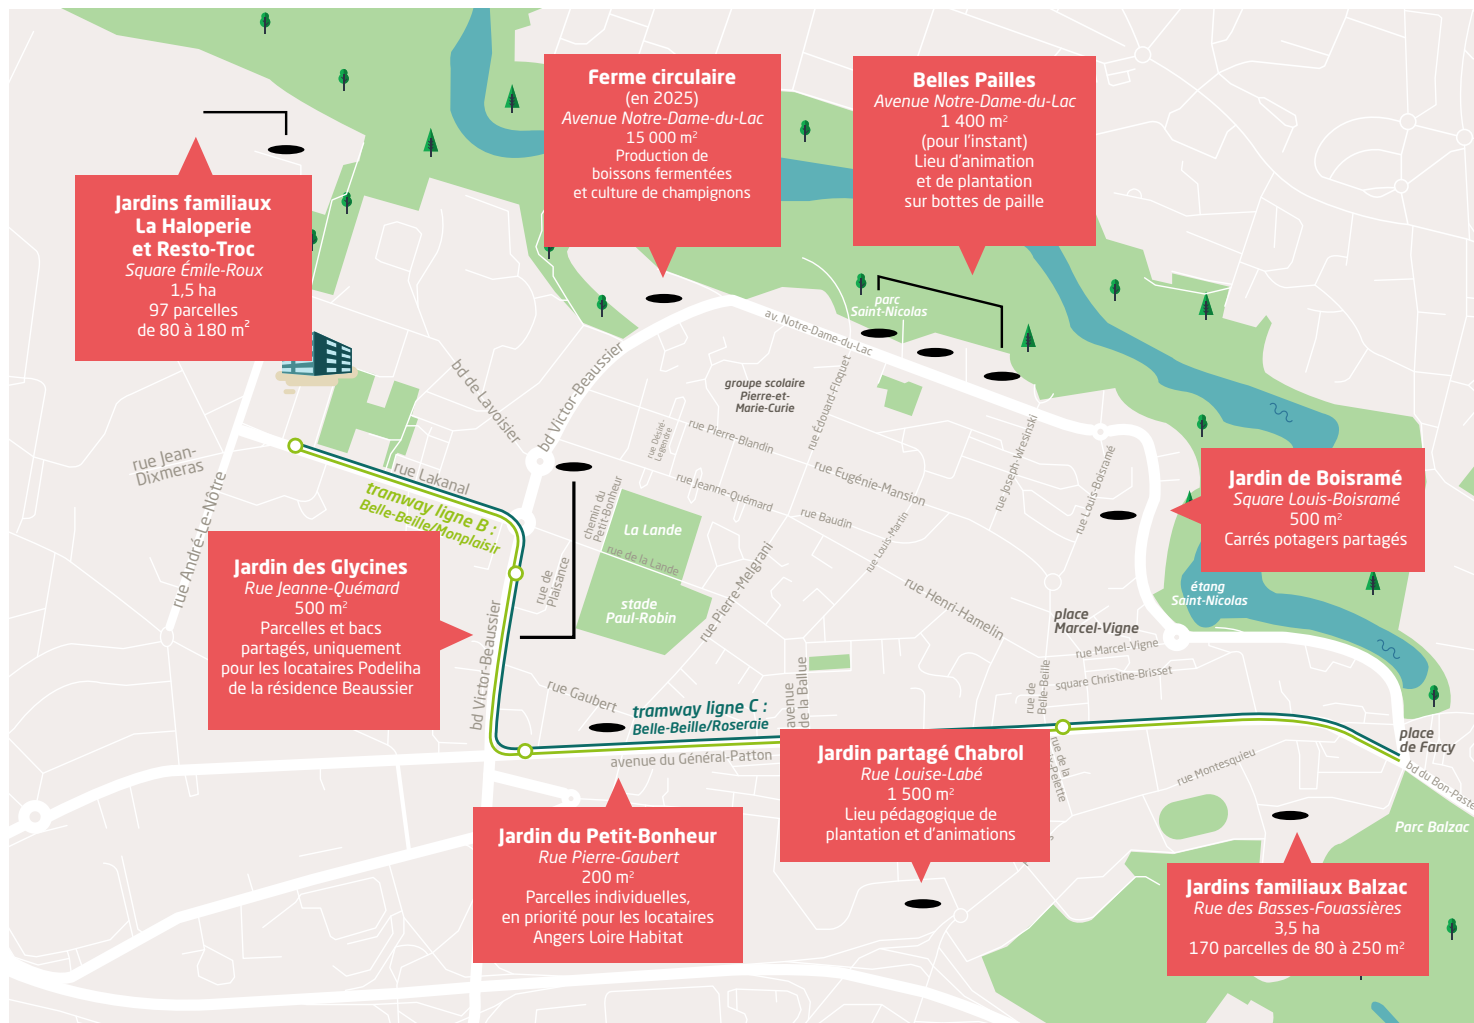 Ferme circulaire
(en 2025)
Avenue Notre-Dame-du-Lac
15 000 m²
Production de
boissons fermentées
et culture de champignons
Belles Pailles
Avenue Notre-Dame-du-Lac
1 400 m²
(pour l'instant)
Lieu d'animation
et de plantation
sur bottes de paille
Jardins familiaux
La Haloperie
et Resto-Troc
Square Émile-Roux
1,5 ha
97 parcelles
de 80 à 180 m²
parc
Saint-Nicolas
av. Notre-Dame-du-Lac
bd de Lavoisier
bd Victor-Beaussier
groupe scolaire
Pierre-et-
Marie-Curie
rue Édouard-Floquet
rue Désiré-
Legendre
rue Pierre-Blandin
rue Joseph-Wresinski
rue Louis-Boisramé
rue Jean-
Dixmeras
rue Lakanal
rue André-Le-Nôtre
tramway ligne B :
Belle-Beille/Monplaisir
chemin du
Petit-Bonheur
rue Jeanne-Quémard
rue Eugénie-Mansion
rue Baudin
rue Louis-Martin
Jardin de Boisramé
Square Louis-Boisramé
500 m²
Carrés potagers partagés
La Lande
rue de la Lande
rue de
Plaisance
stade
Paul-Robin
rue Pierre-Melgrani
rue Henri-Hamelin
étang
Saint-Nicolas
place
Marcel-Vigne
rue Marcel-Vigne
square Christine-Brisset
rue de
Belle-Beille
Jardin des Glycines
Rue Jeanne-Quémard
500 m²
Parcelles et bacs
partagés, uniquement
pour les locataires Podeliha
de la résidence Beaussier
bd Victor-Beaussier
rue Gaubert
tramway ligne C :
Belle-Beille/Roseraie
avenue
de la Ballue
avenue du Général-Patton
place
de Farcy
bd du Bon-Paste
rue Montesquieu
rue de la
Pelette
Parc Balzac
Jardin partagé Chabrol
Rue Louise-Labé
1 500 m²
Lieu pédagogique de
plantation et d'animations
Jardin du Petit-Bonheur
Rue Pierre-Gaubert
200 m²
Parcelles individuelles,
en priorité pour les locataires
Angers Loire Habitat
Jardins familiaux Balzac
Rue des Basses-Fouassières
3,5 ha
170 parcelles de 80 à 250 m²